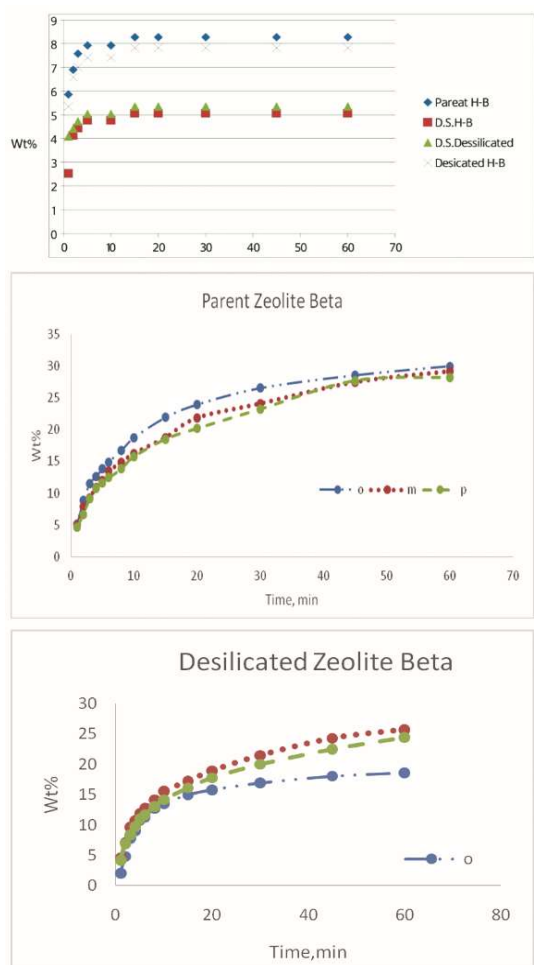 9
8
7
6
5
4
3
2
1
0
Wt%
0 10 20 30 40 50 60 70
Pareat H-B
D.S.H-B
D.S.Dessilicated
Desicated H-B
Parent Zeolite Beta
35
30
25
20
15
10
5
0
Wt%
0 10 20 30 40 50 60 70
o m p
Time, min
Desilicated Zeolite Beta
30
25
20
15
10
5
0
Wt%
0 20 40 60 80
o
Time,min